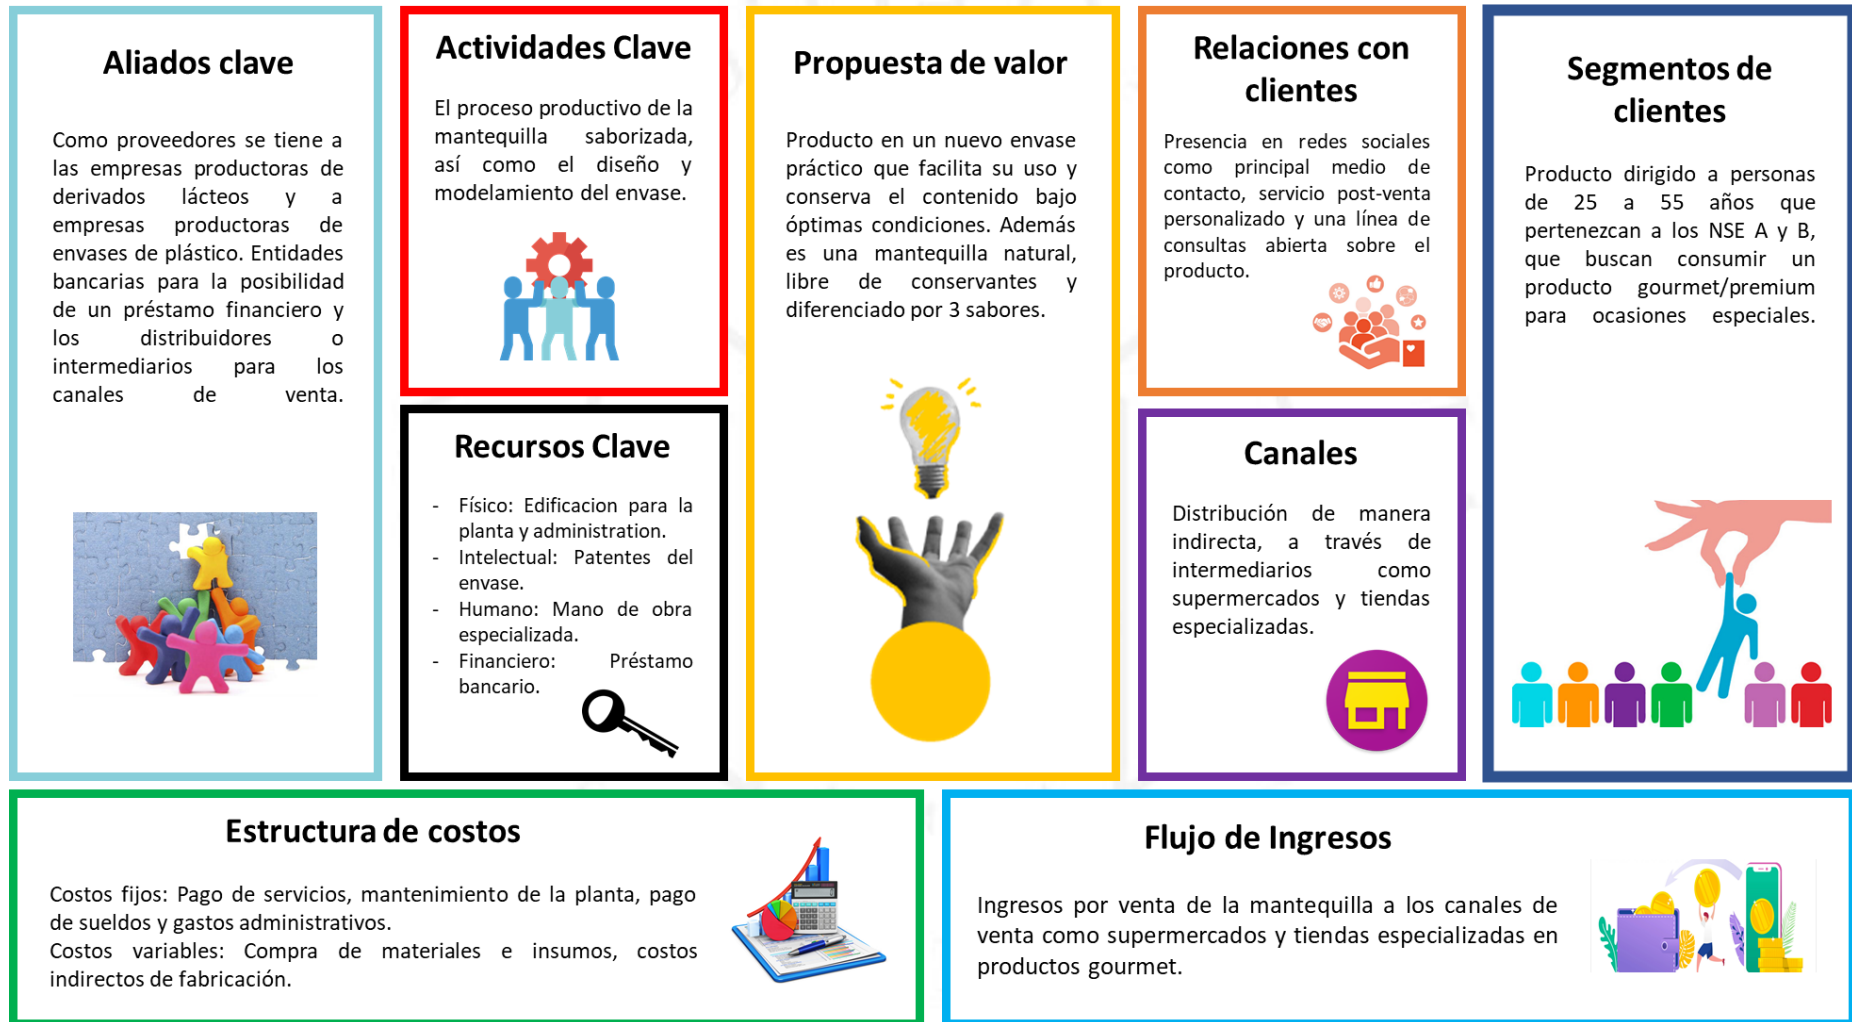 Aliados clave
Como proveedores se tiene a
las empresas productoras de
derivados lácteos y a
empresas productoras de
envases de plástico. Entidades
bancarias para la posibilidad
de un préstamo financiero y
los distribuidores o
intermediarios para los
canales de venta.
Actividades Clave
El proceso productivo de la
mantequilla saborizada,
así como el diseño y
modelamiento del envase.
Recursos Clave
- Físico: Edificacion para la
planta y administration.
- Intelectual: Patentes del
envase.
- Humano: Mano de obra
especializada.
- Financiero: Préstamo
bancario.
Propuesta de valor
Producto en un nuevo envase
práctico que facilita su uso y
conserva el contenido bajo
óptimas condiciones. Además
es una mantequilla natural,
libre de conservantes y
diferenciado por 3 sabores.
Relaciones con
clientes
Presencia en redes sociales
como principal medio de
contacto, servicio post-venta
personalizado y una línea de
consultas abierta sobre el
producto.
Canales
Distribución de manera
indirecta, a través de
intermediarios como
supermercados y tiendas
especializadas.
Segmentos de
clientes
Producto dirigido a personas
de 25 a 55 años que
pertenezcan a los NSE A y B,
que buscan consumir un
producto gourmet/premium
para ocasiones especiales.
Estructura de costos
Costos fijos: Pago de servicios, mantenimiento de la planta, pago
de sueldos y gastos administrativos.
Costos variables: Compra de materiales e insumos, costos
indirectos de fabricación.
Flujo de Ingresos
Ingresos por venta de la mantequilla a los canales de
venta como supermercados y tiendas especializadas en
productos gourmet.